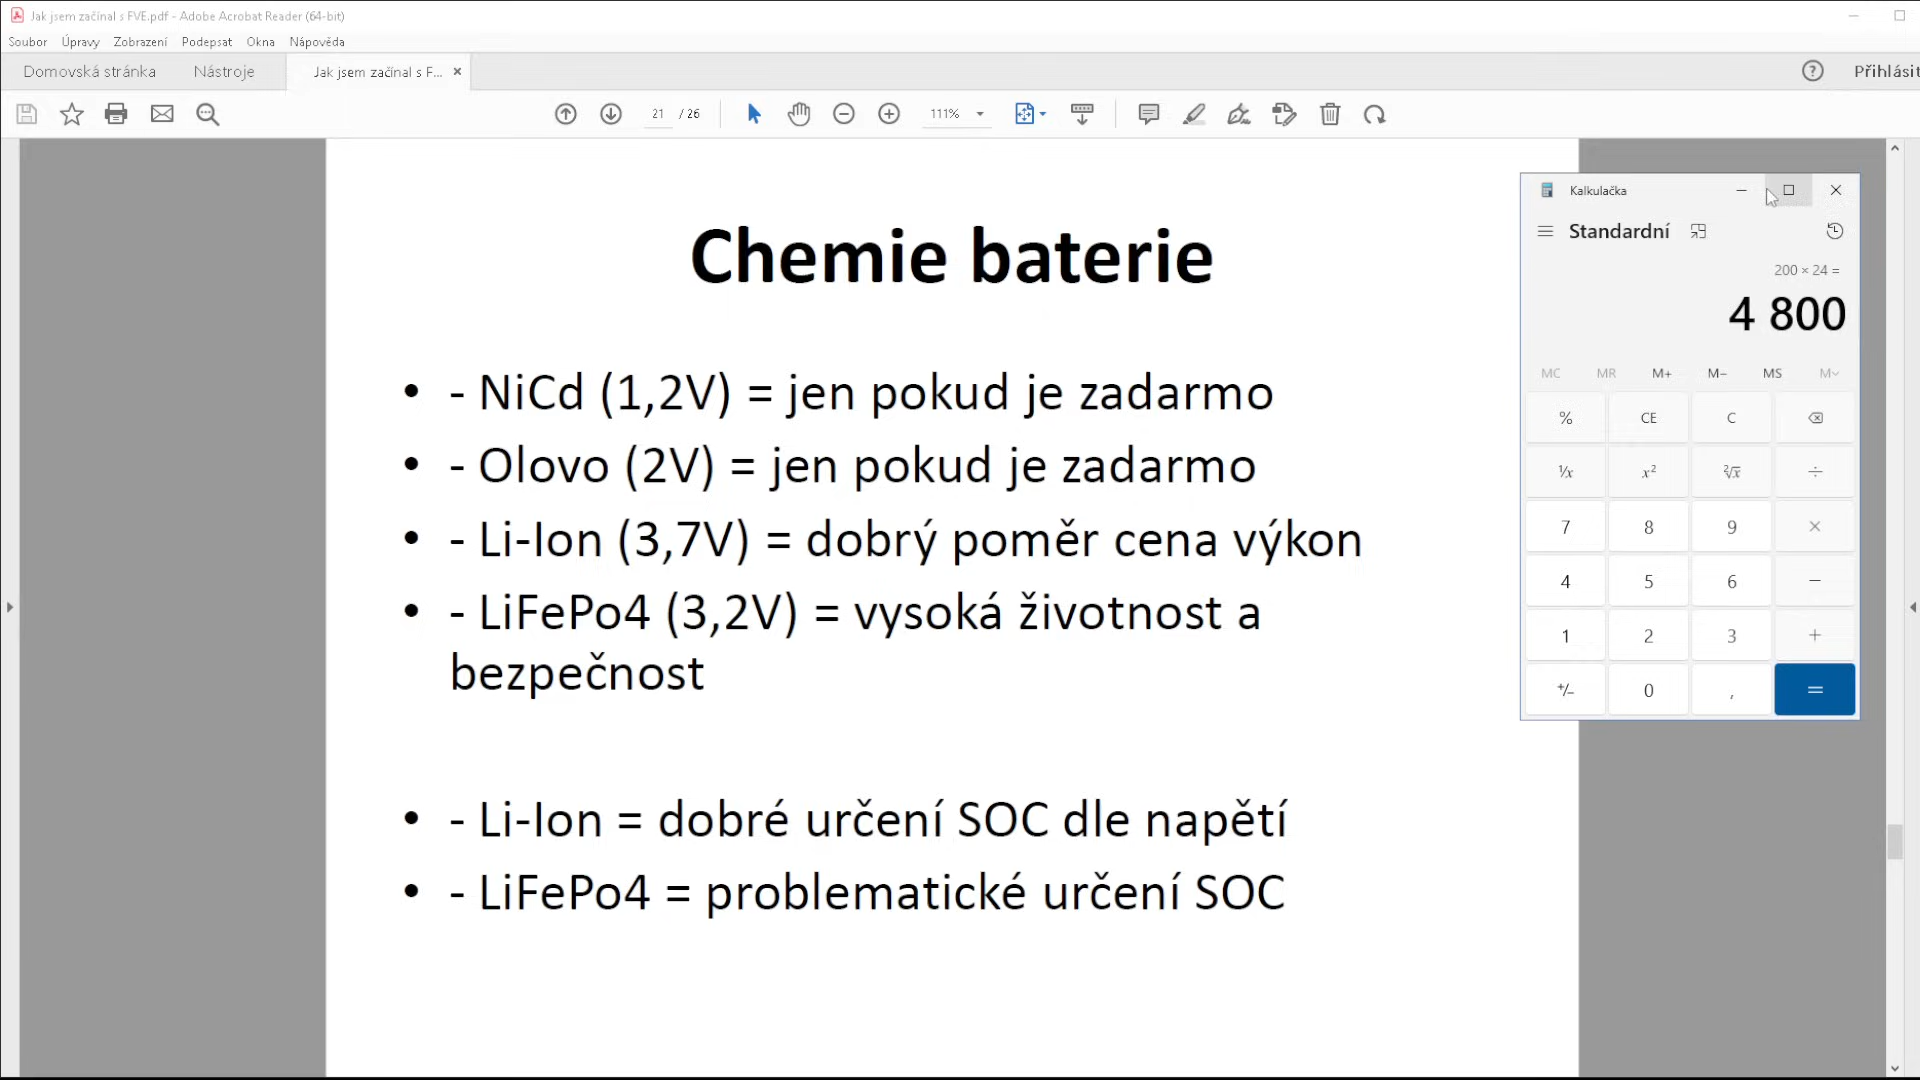 Jak jsem začínal s FVE.pdf - Adobe Acrobat Reader (64-bit)
Soubor Úpravy Zobrazení Podepsat Okna Nápověda
Domovská stránka Nástroje Jak jsem začínal s F... Přihlásit
21 / 26 111%
Chemie baterie
• - NiCd (1,2V) = jen pokud je zadarmo
• - Olovo (2V) = jen pokud je zadarmo
• - Li-Ion (3,7V) = dobrý poměr cena výkon
• - LiFePo4 (3,2V) = vysoká životnost a
bezpečnost
• - Li-Ion = dobré určení SOC dle napětí
• - LiFePo4 = problematické určení SOC
Kalkulačka
Standardní
200 × 24 =
4 800
MC MR M+ M− MS M
% CE C
¹/x x² ²√x ÷
7 8 9 ×
4 5 6 −
1 2 3 +
+/− 0 , =